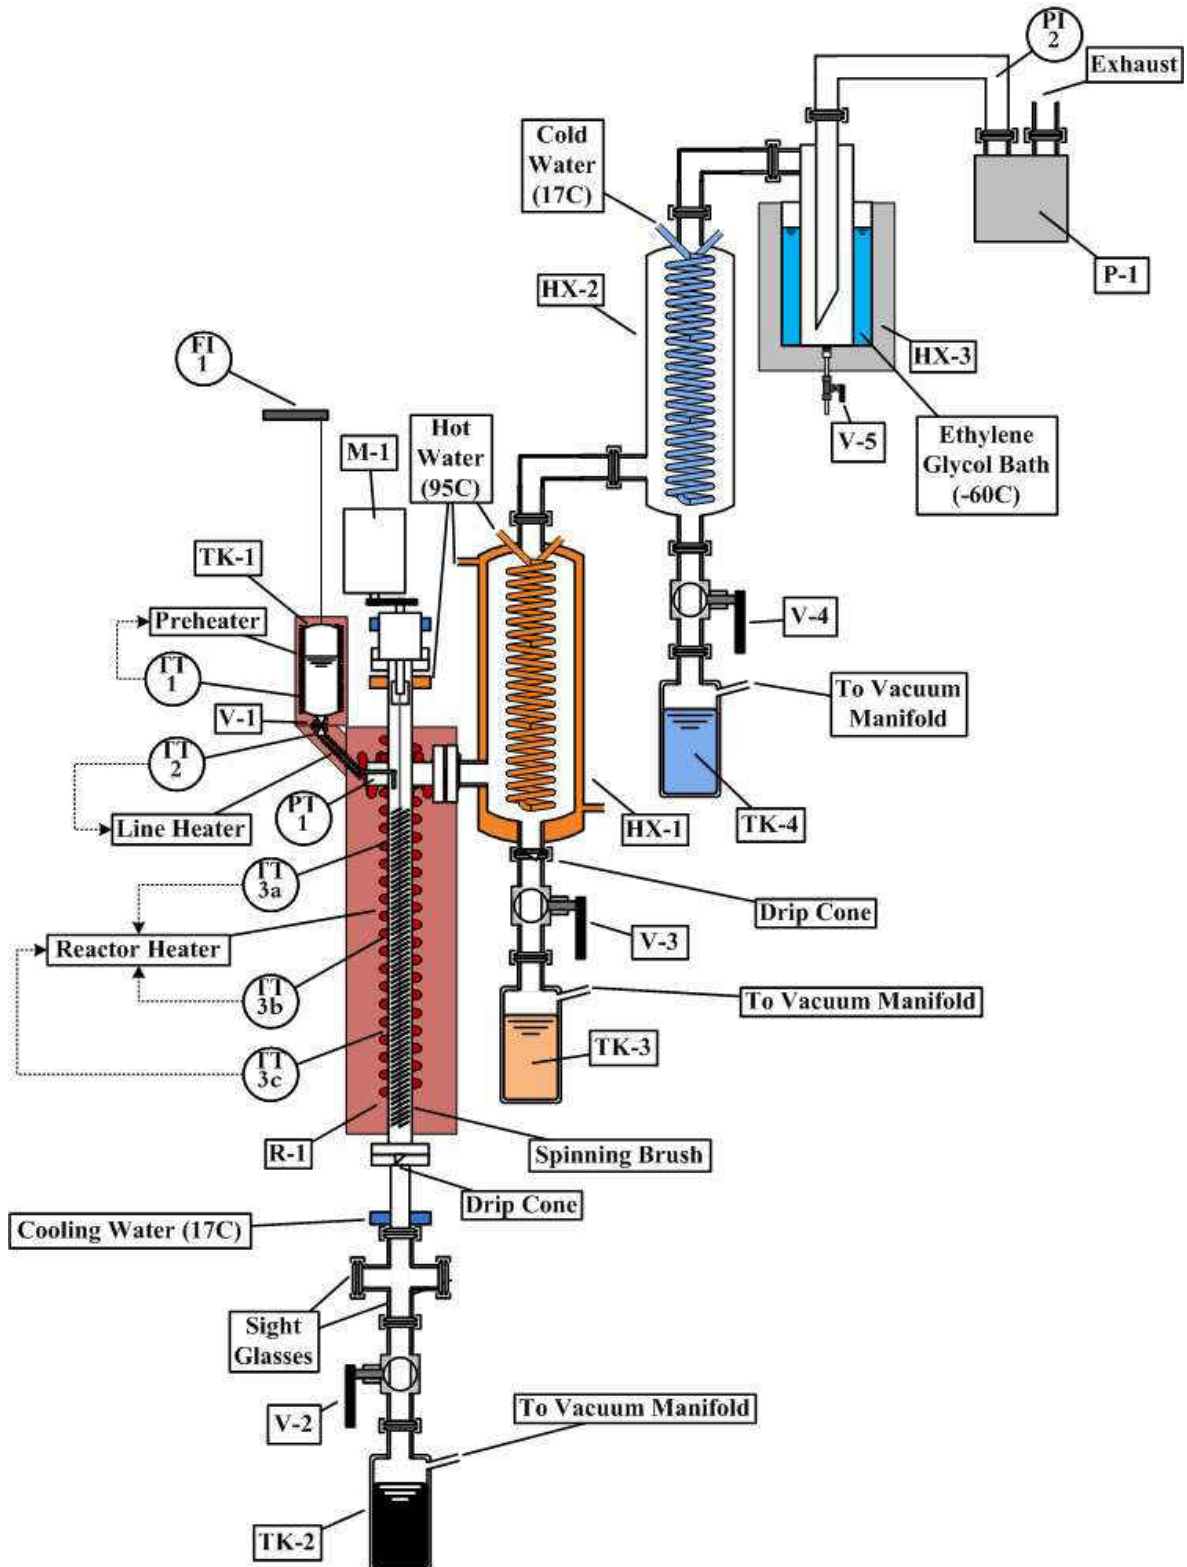 PI
2
Exhaust
Cold
Water
(17C)
HX-2
P-1
HX-3
FI
1
Hot
Water
(95C)
M-1
V-5
Ethylene
Glycol Bath
(-60C)
TK-1
Preheater
TT
1
V-4
V-1
To Vacuum
Manifold
TT
2
PT
1
Line Heater
HX-1
TK-4
TT
3a
Drip Cone
V-3
Reactor Heater
TT
3b
To Vacuum Manifold
TK-3
TT
3c
R-1
Spinning Brush
Drip Cone
Cooling Water (17C)
Sight
Glasses
V-2
To Vacuum Manifold
TK-2